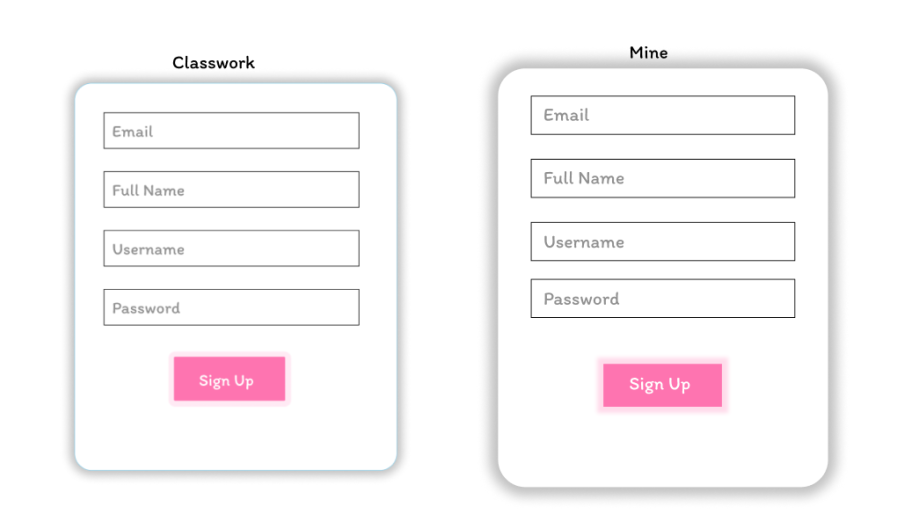 Classwork
Email
Full Name
Username
Password
Sign Up
Mine
Email
Full Name
Username
Password
Sign Up